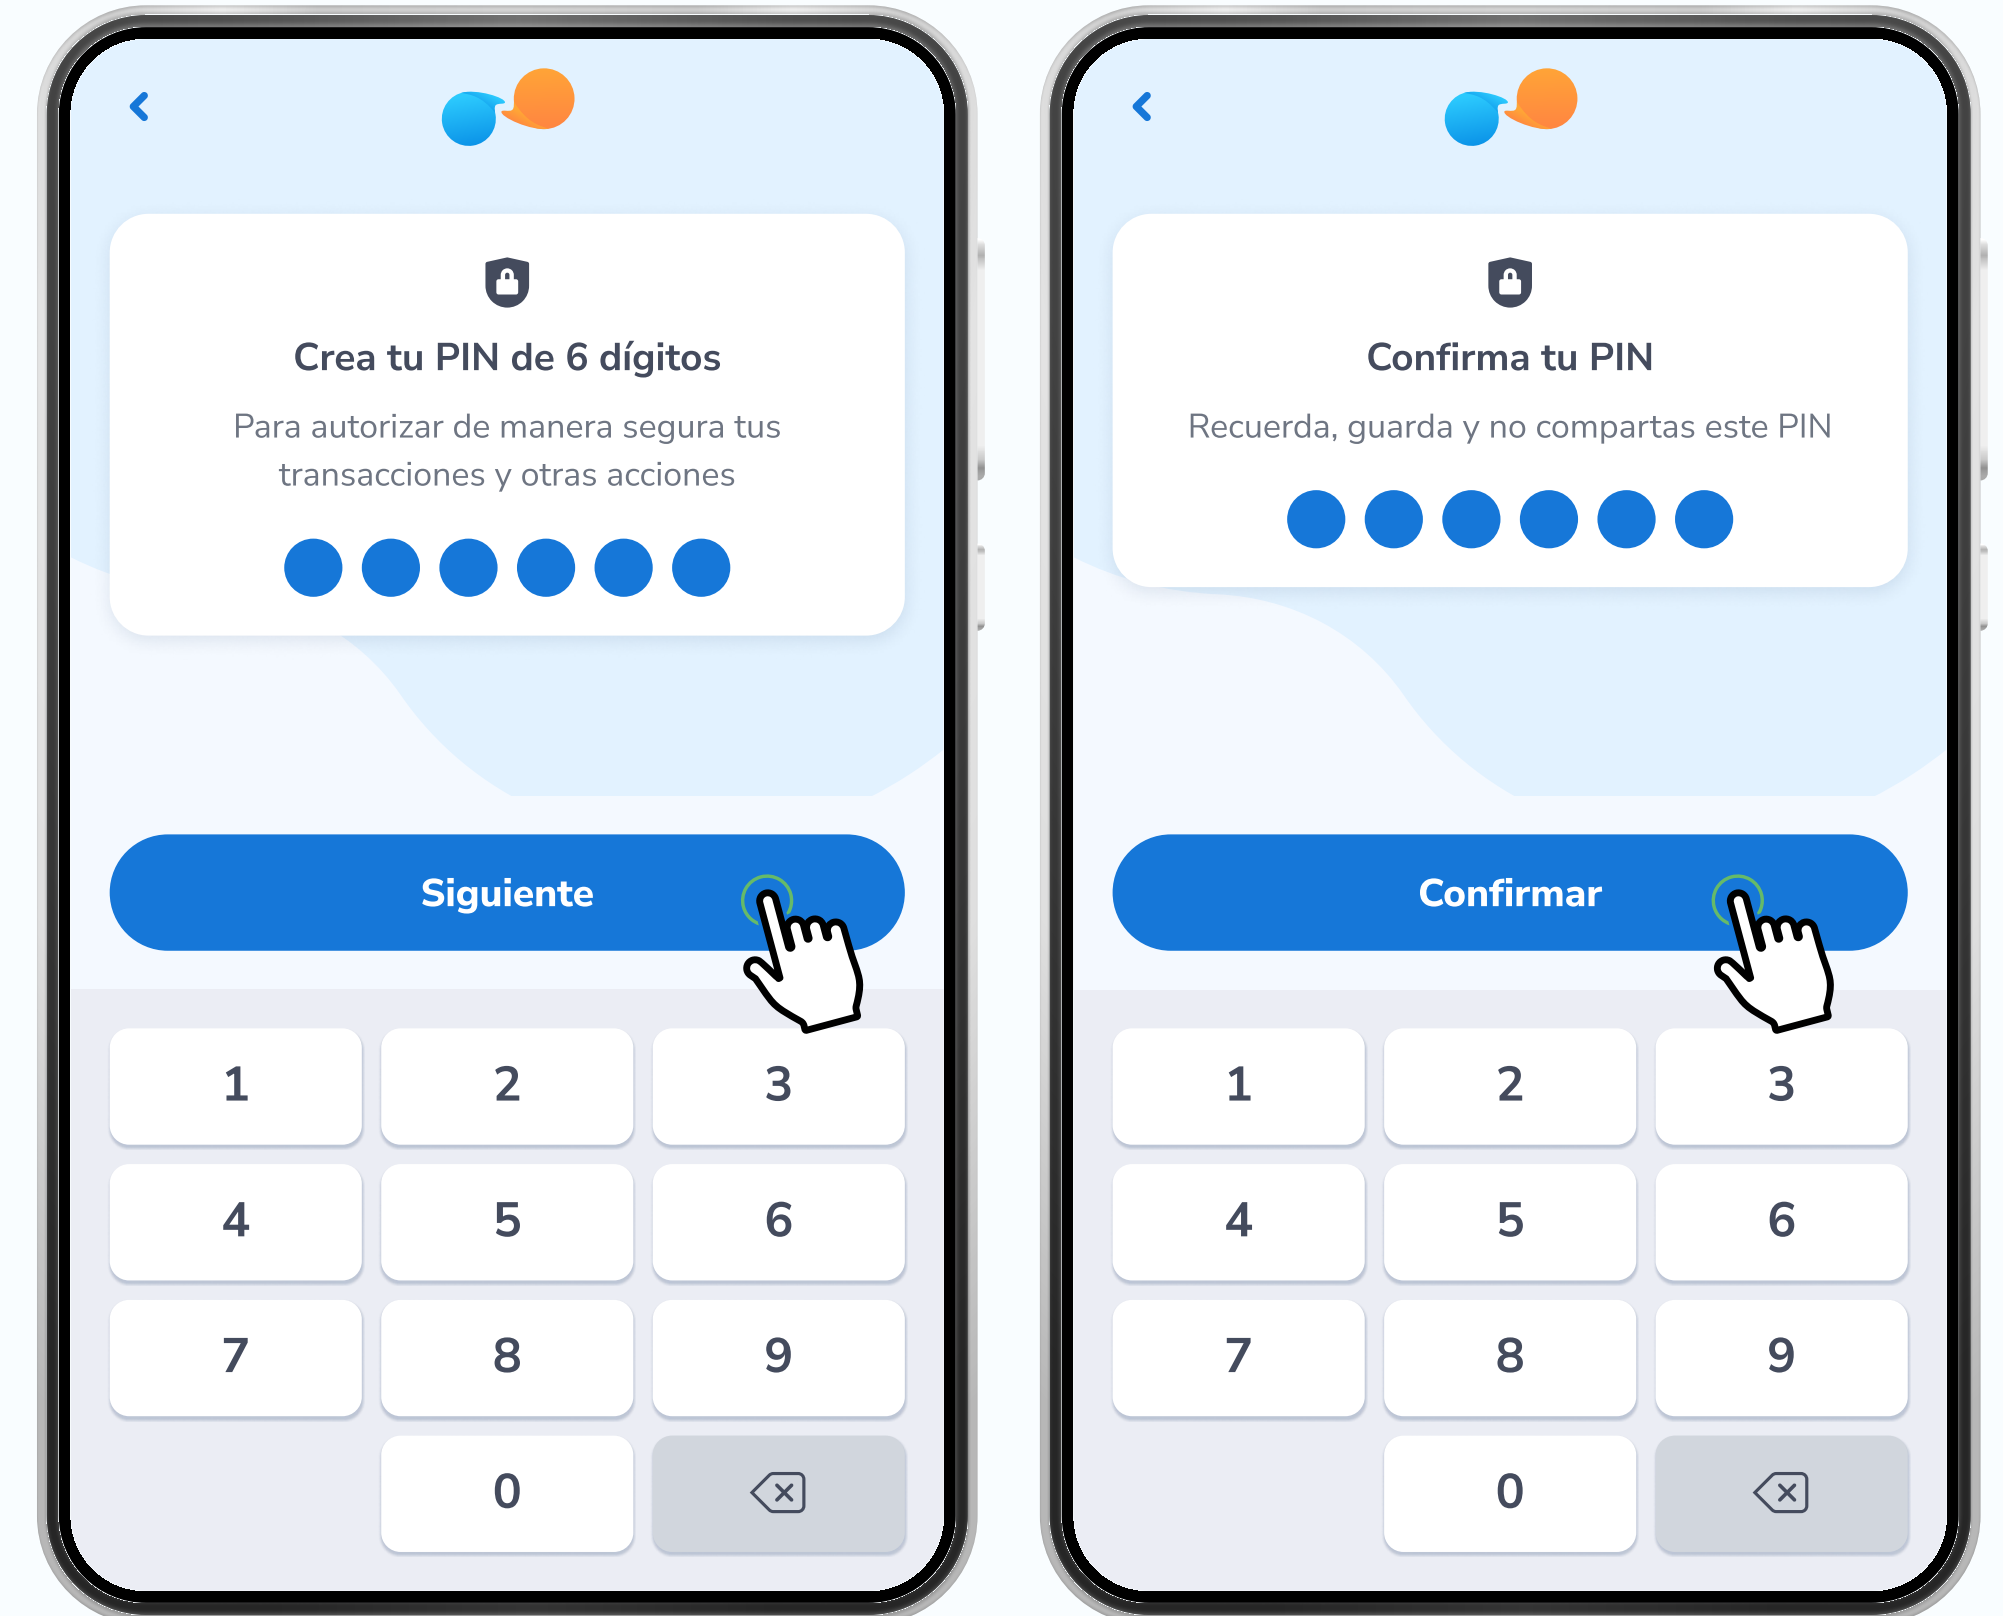 Crea tu PIN de 6 dígitos
Para autorizar de manera segura tus
transacciones y otras acciones
Siguiente
1 2 3
4 5 6
7 8 9
0
Confirma tu PIN
Recuerda, guarda y no compartas este PIN
Confirmar
1 2 3
4 5 6
7 8 9
0